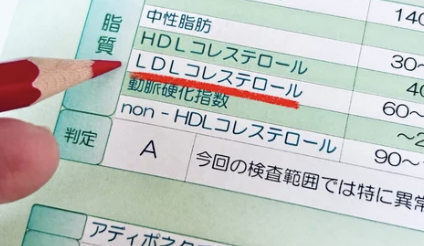 脂質
中性脂肪
140
HDLコレステロール
30~
LDLコレステロール
40
動脈硬化指数
60~
non-HDLコレステロール
~2
90~
判定
A
今回の検査範囲では特に異常
アディポネク